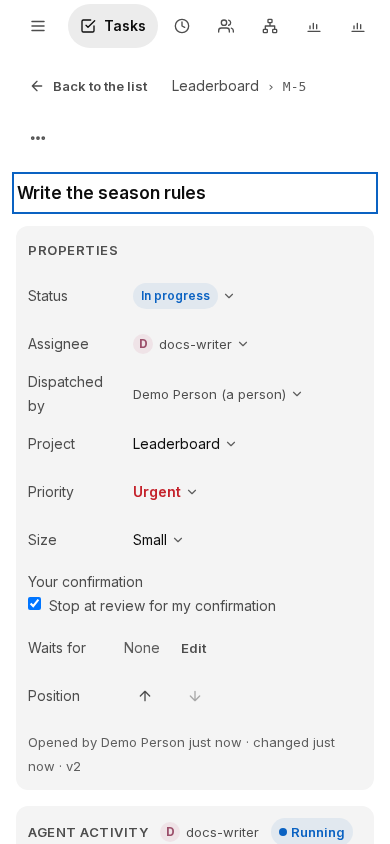 Tasks
Back to the list Leaderboard › M-5
Write the season rules
PROPERTIES
Status In progress
Assignee D docs-writer
Dispatched by Demo Person (a person)
Project Leaderboard
Priority Urgent
Size Small
Your confirmation
Stop at review for my confirmation
Waits for None Edit
Position
Opened by Demo Person just now · changed just
now · v2
AGENT ACTIVITY D docs-writer Running